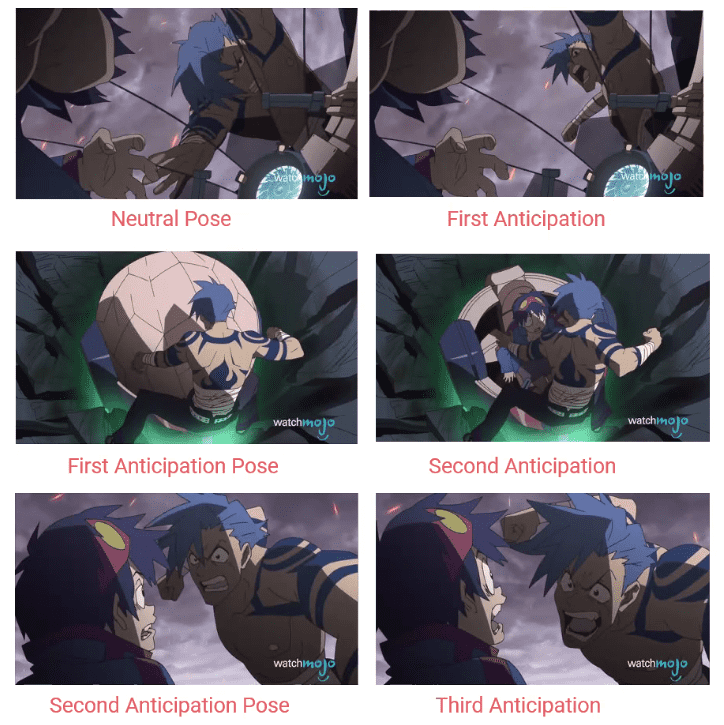 watchmojo
watchmojo
Neutral Pose
First Anticipation
watchmojo
watchmojo
First Anticipation Pose
Second Anticipation
watchmojo
watchmojo
Second Anticipation Pose
Third Anticipation